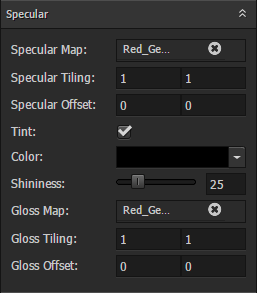 Specular
Specular Map: Red_Ge...
Specular Tiling: 1 1
Specular Offset: 0 0
Tint:
Color:
Shininess: 25
Gloss Map: Red_Ge...
Gloss Tiling: 1 1
Gloss Offset: 0 0